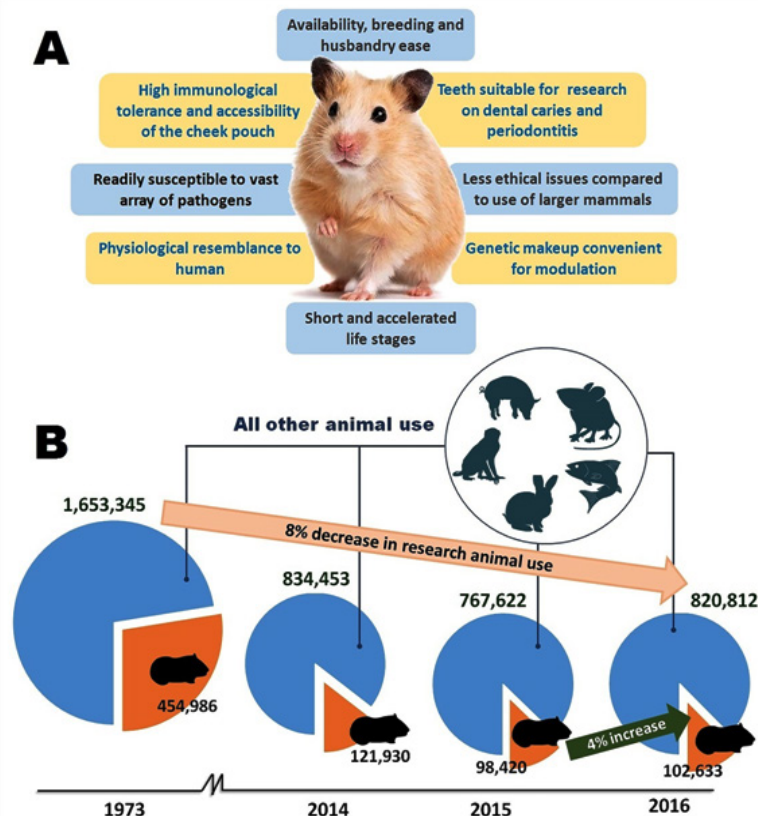 A
Availability, breeding and
husbandry ease
High immunological
tolerance and accessibility
of the cheek pouch
Teeth suitable for research
on dental caries and
periodontitis
Readily susceptible to vast
array of pathogens
Less ethical issues compared
to use of larger mammals
Physiological resemblance to
human
Genetic makeup convenient
for modulation
Short and accelerated
life stages
B
All other animal use
1,653,345
8% decrease in research animal use
834,453
767,622
820,812
454,986
121,930
98,420
4% increase
102,633
1973
2014
2015
2016